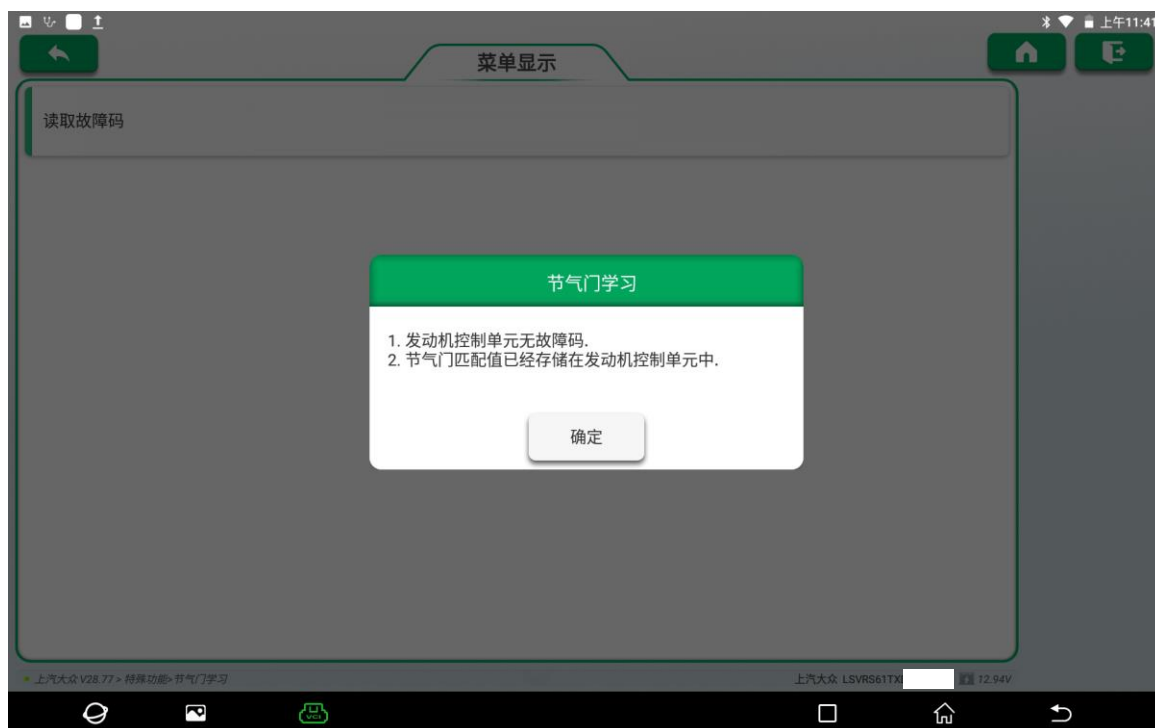 上午11:41
菜单显示
读取故障码
节气门学习
1. 发动机控制单元无故障码.
2. 节气门匹配值已经存储在发动机控制单元中.
确定
上汽大众 V28.77 > 特殊功能> 节气门学习
上汽大众 LSVRS61TX
12.94V
VCI